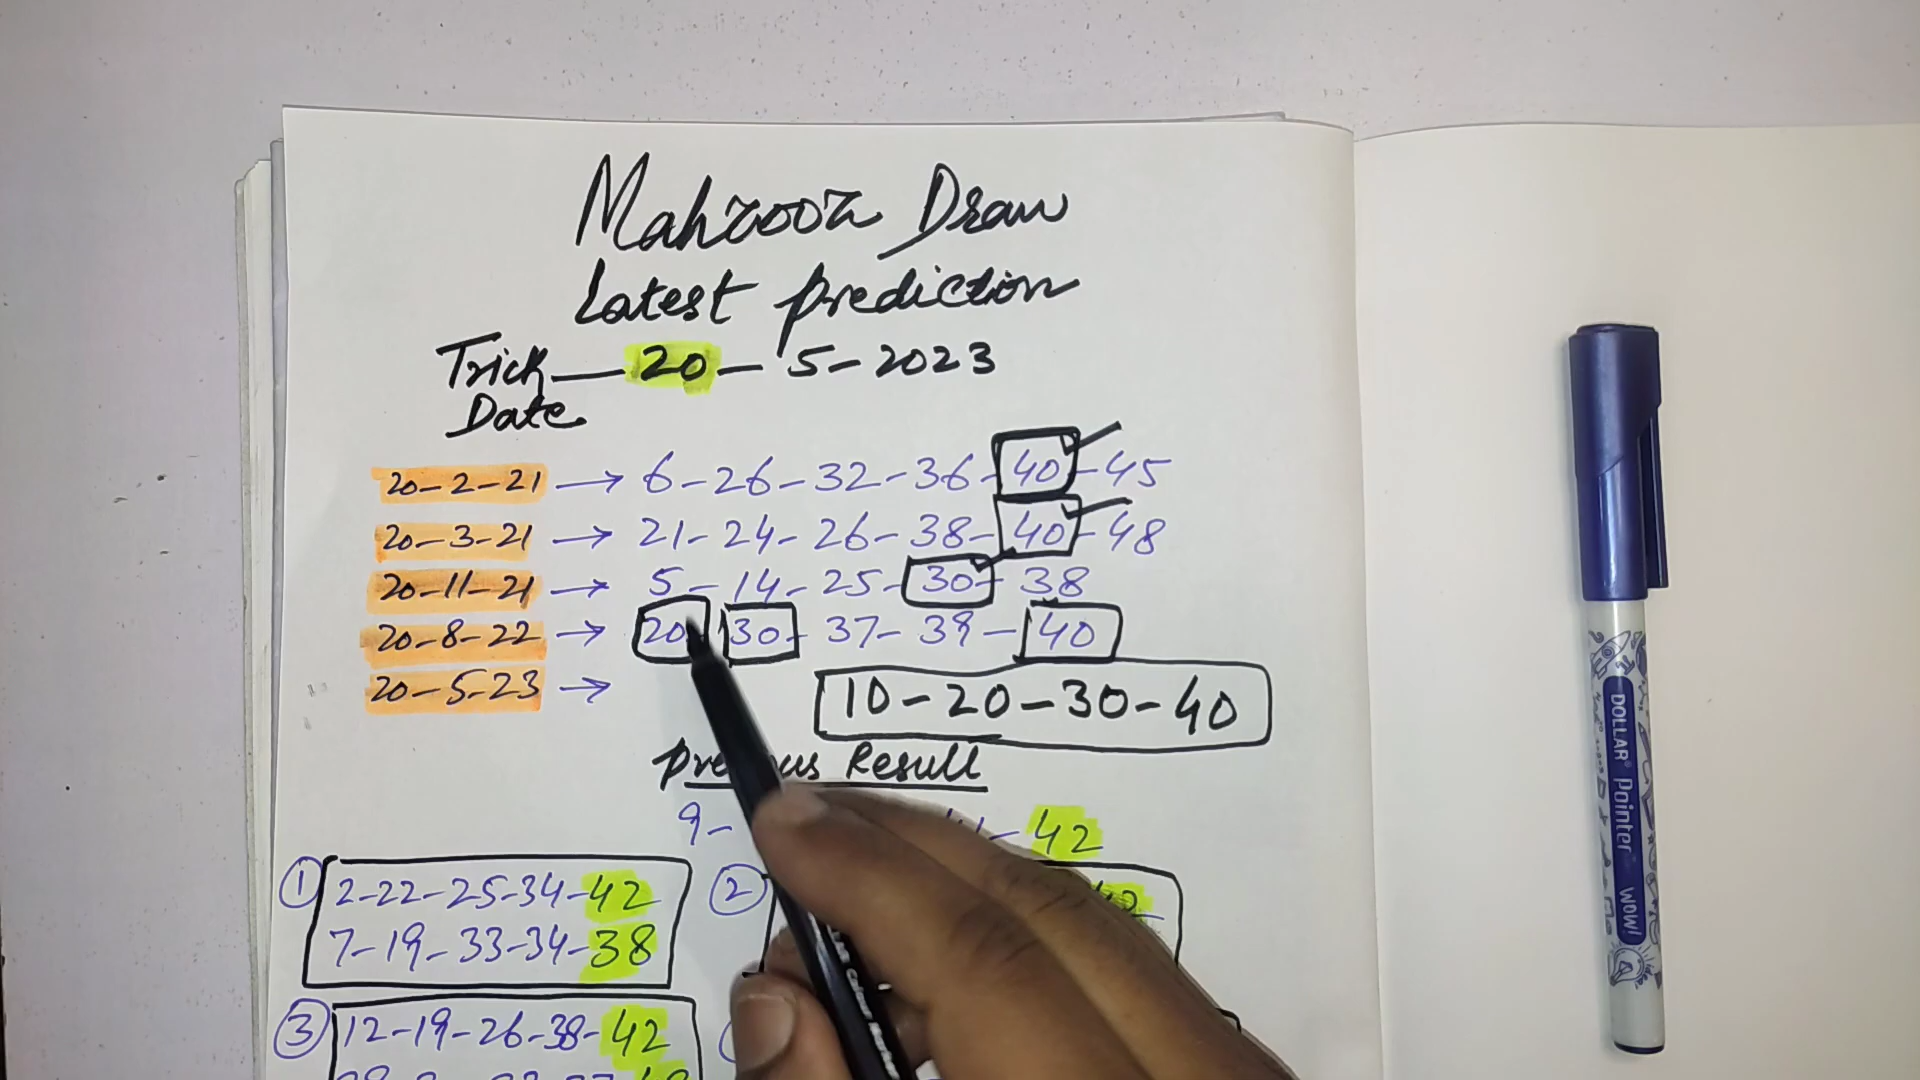 Mahzooz Draw
Latest prediction
Trick 20 - 5 - 2023
Date
20-2-21 → 6-26-32-36-40-45
20-3-21 → 21-24-26-38-40-48
20-11-21 → 5-14-25-30-38
20-8-22 → 20 30-37-39-40
20-5-23 →
10-20-30-40
Result
9- 42
1 2-22-25-34-42
7-19-33-34-38
2
3 12-19-26-38-42
DOLLAR Pointer WOW!